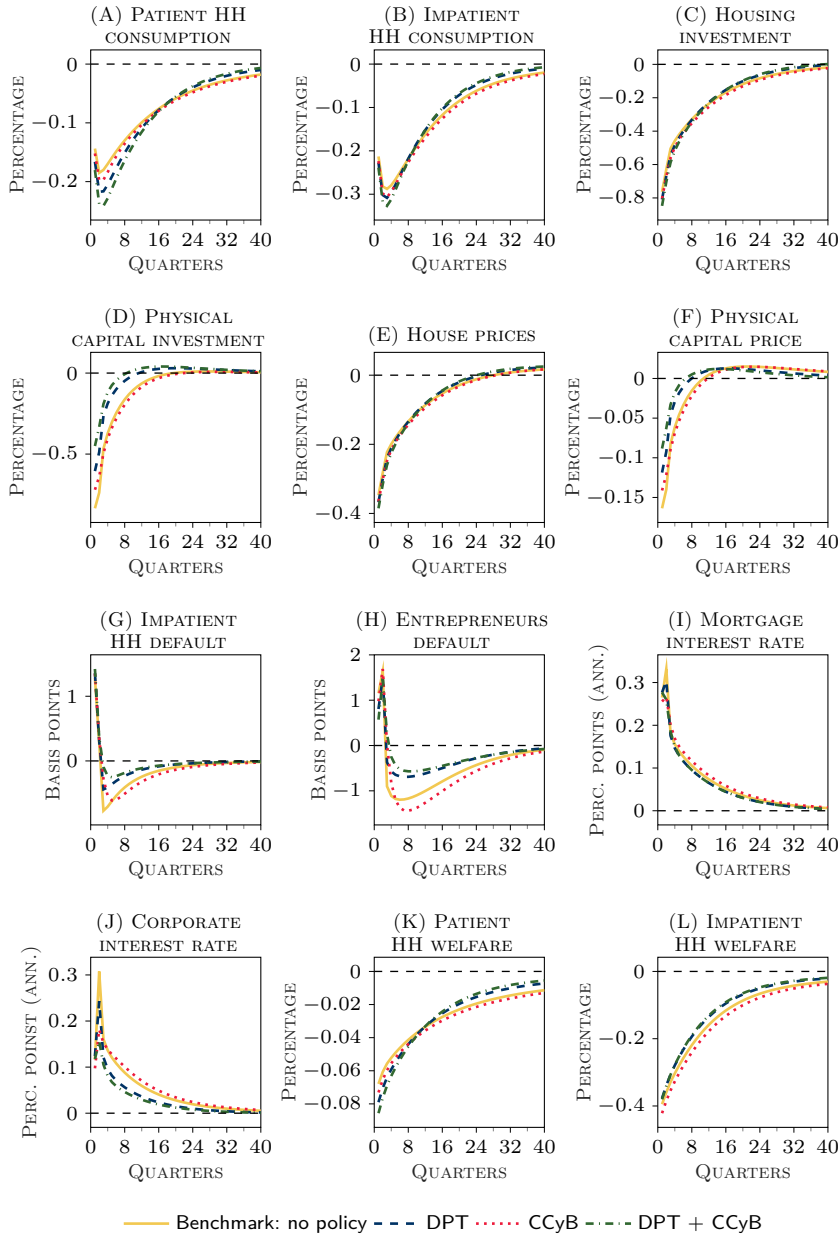 (A) Patient HH consumption
(B) Impatient HH consumption
(C) Housing investment
Percentage
0
−0.1
−0.2
0 8 16 24 32 40
Quarters
Percentage
0
−0.1
−0.2
−0.3
0 8 16 24 32 40
Quarters
Percentage
0
−0.2
−0.4
−0.6
−0.8
0 8 16 24 32 40
Quarters
(D) Physical capital investment
(E) House prices
(F) Physical capital price
Percentage
0
−0.5
0 8 16 24 32 40
Quarters
Percentage
0
−0.2
−0.4
0 8 16 24 32 40
Quarters
Percentage
0
−0.05
−0.1
−0.15
0 8 16 24 32 40
Quarters
(G) Impatient HH default
(H) Entrepreneurs default
(I) Mortgage interest rate
Basis points
1
0
0 8 16 24 32 40
Quarters
Basis points
2
1
0
−1
0 8 16 24 32 40
Quarters
Perc. points (ann.)
0.3
0.2
0.1
0
0 8 16 24 32 40
Quarters
(J) Corporate interest rate
(K) Patient HH welfare
(L) Impatient HH welfare
Perc. poinst (ann.)
0.3
0.2
0.1
0
0 8 16 24 32 40
Quarters
Percentage
0
−0.02
−0.04
−0.06
−0.08
0 8 16 24 32 40
Quarters
Percentage
0
−0.2
−0.4
0 8 16 24 32 40
Quarters
Benchmark: no policy DPT CCyB DPT + CCyB